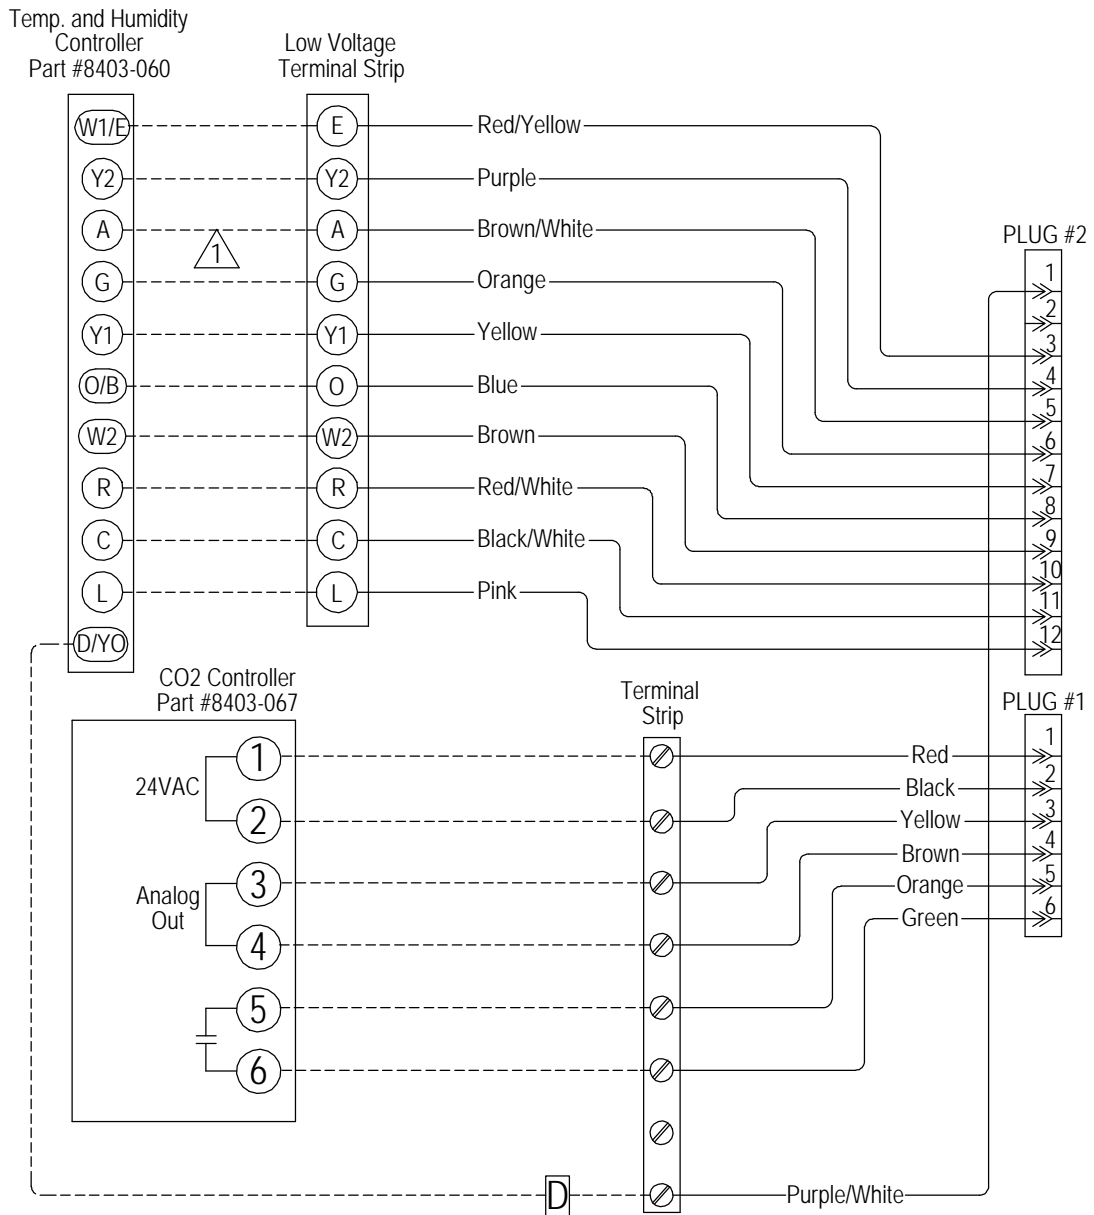 Temp. and Humidity
Controller
Part #8403-060
Low Voltage
Terminal Strip
W1/E
E
Red/Yellow
Y2
Y2
Purple
A
A
Brown/White
1
G
G
Orange
Y1
Y1
Yellow
O/B
O
Blue
W2
W2
Brown
R
R
Red/White
C
C
Black/White
L
L
Pink
D/YO
PLUG #2
1
2
3
4
5
6
7
8
9
10
11
12
CO2 Controller
Part #8403-067
24VAC
1
2
Analog
Out
3
4
5
6
Terminal
Strip
PLUG #1
Red
1
Black
2
Yellow
3
Brown
4
Orange
5
Green
6
D
Purple/White